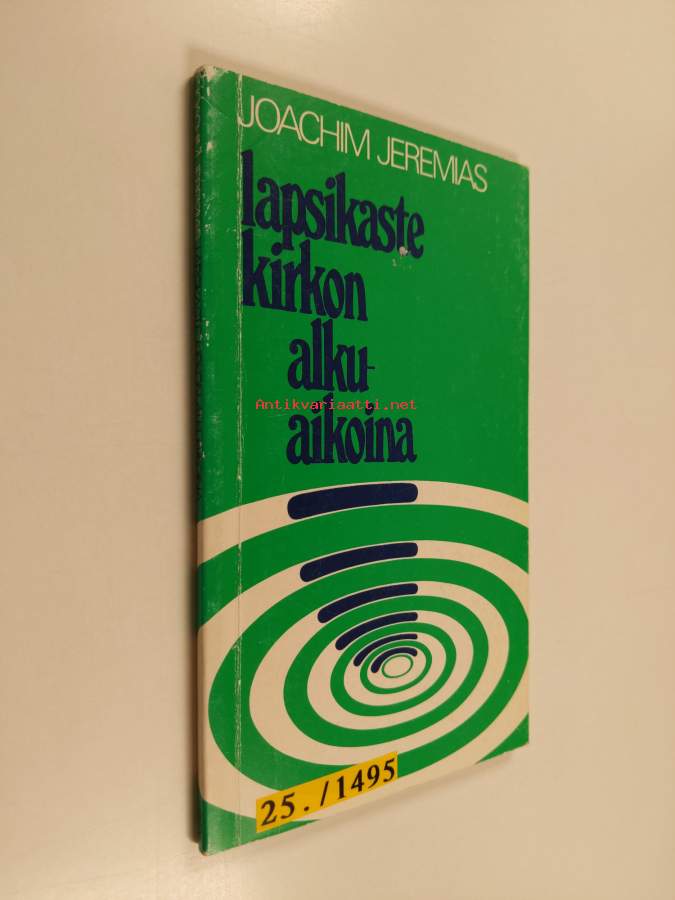 JOACHIM JEREMIAS
lapsikaste
kirkon
alku-
aikoina
Antikvariaatti.net
25./1495